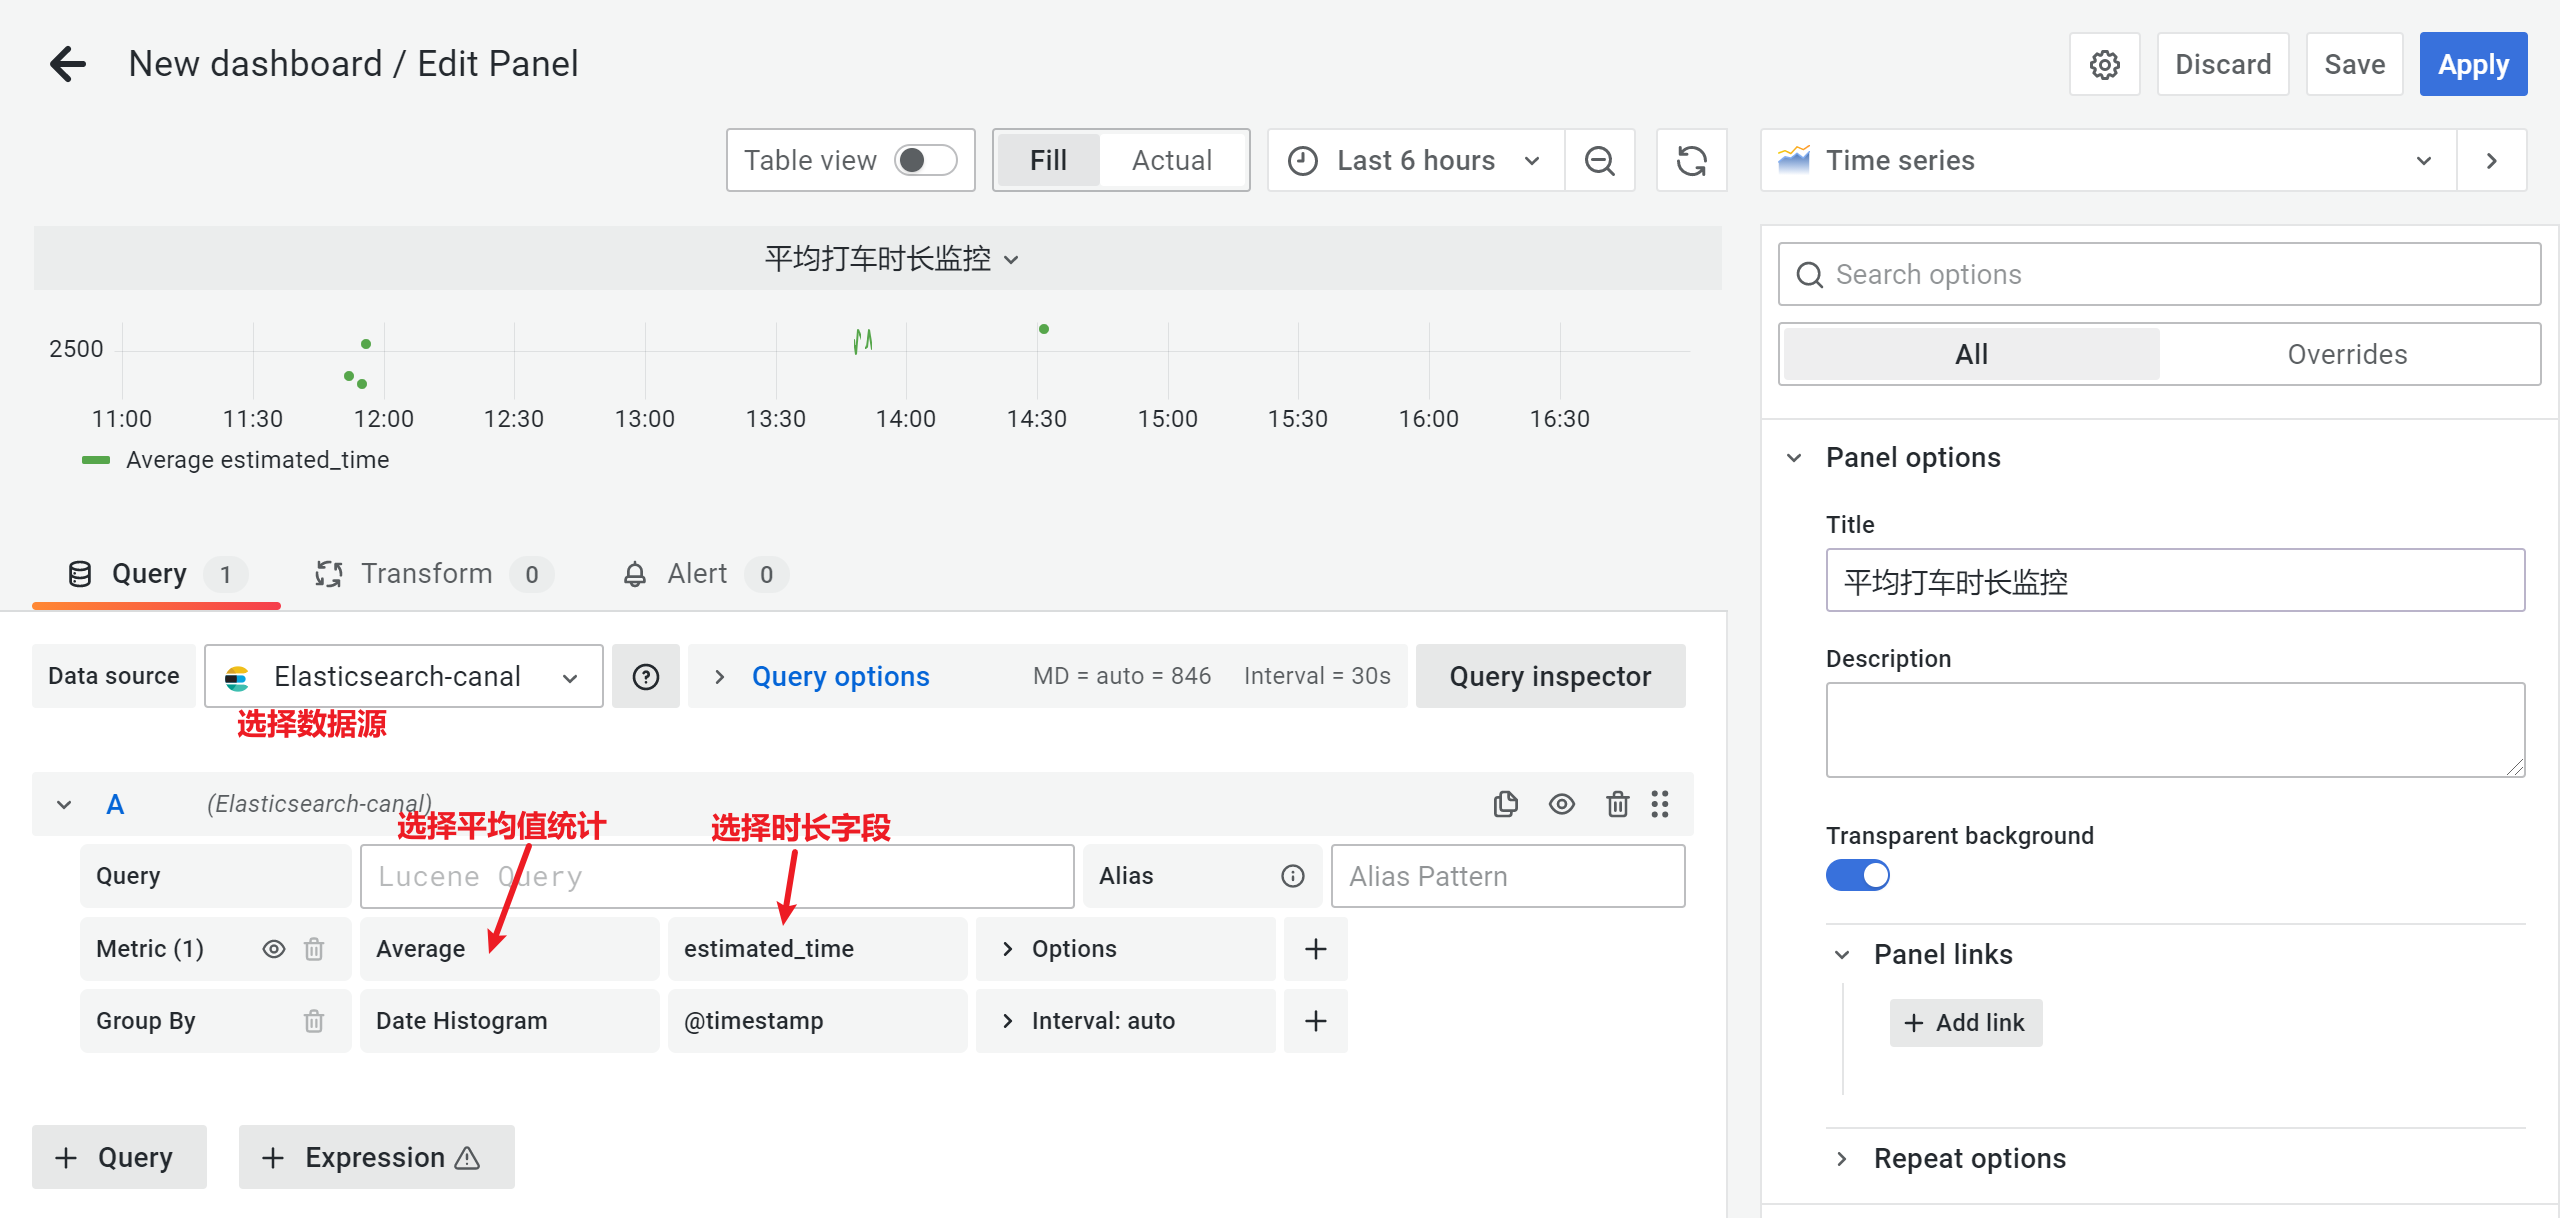 New dashboard / Edit Panel
Discard
Save
Apply
Table view
Fill
Actual
Last 6 hours
Time series
平均打车时长监控
2500
11:00 11:30 12:00 12:30 13:00 13:30 14:00 14:30 15:00 15:30 16:00 16:30
Average estimated_time
Query 1
Transform 0
Alert 0
Data source
Elasticsearch-canal
Query options
MD = auto = 846
Interval = 30s
Query inspector
选择数据源
A
(Elasticsearch-canal)
选择平均值统计
选择时长字段
Query
Lucene Query
Alias
Alias Pattern
Metric (1)
Average
estimated_time
Options
Group By
Date Histogram
@timestamp
Interval: auto
Query
Expression
Search options
All
Overrides
Panel options
Title
平均打车时长监控
Description
Transparent background
Panel links
Add link
Repeat options